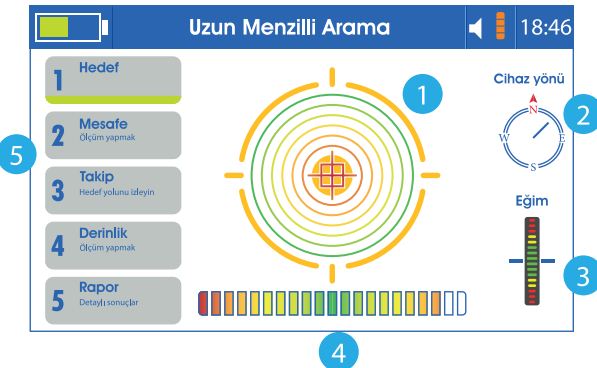 Uzun Menzilli Arama
18:46
1 Hedef
2 Mesafe
Ölçüm yapmak
3 Takip
Hedef yolunu izleyin
4 Derinlik
Ölçüm yapmak
5 Rapor
Detaylı sonuçlar
5
1
Cihaz yönü
N
W
E
S
2
Eğim
3
4